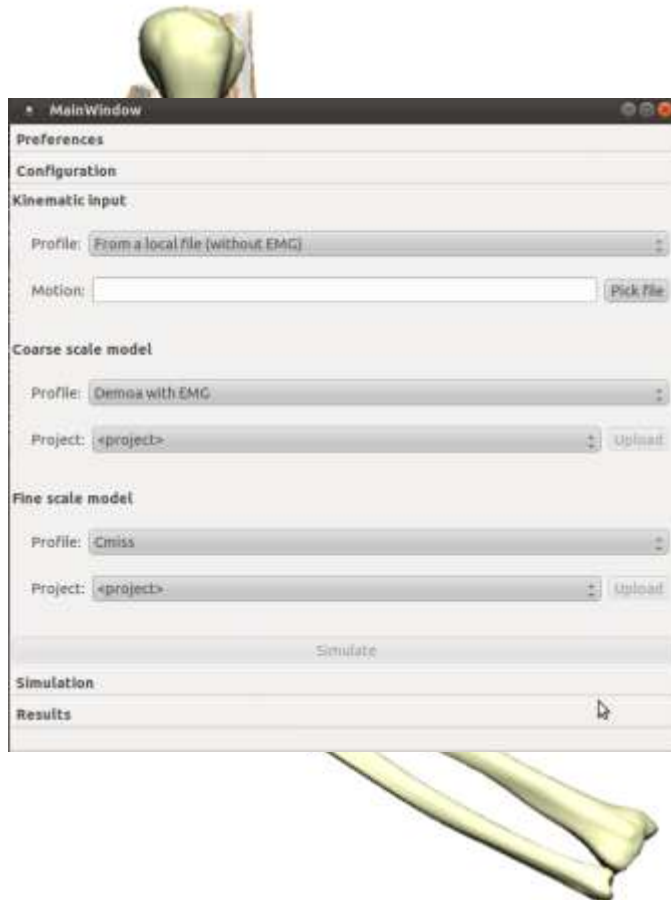 MainWindow
Preferences
Configuration
Kinematic input
Profile: From a local file (without EMG)
Motion: Pick file
Coarse scale model
Profile: Demoa with EMG
Project: <project> Upload
Fine scale model
Profile: Cmiss
Project: <project> Upload
Simulate
Simulation
Results